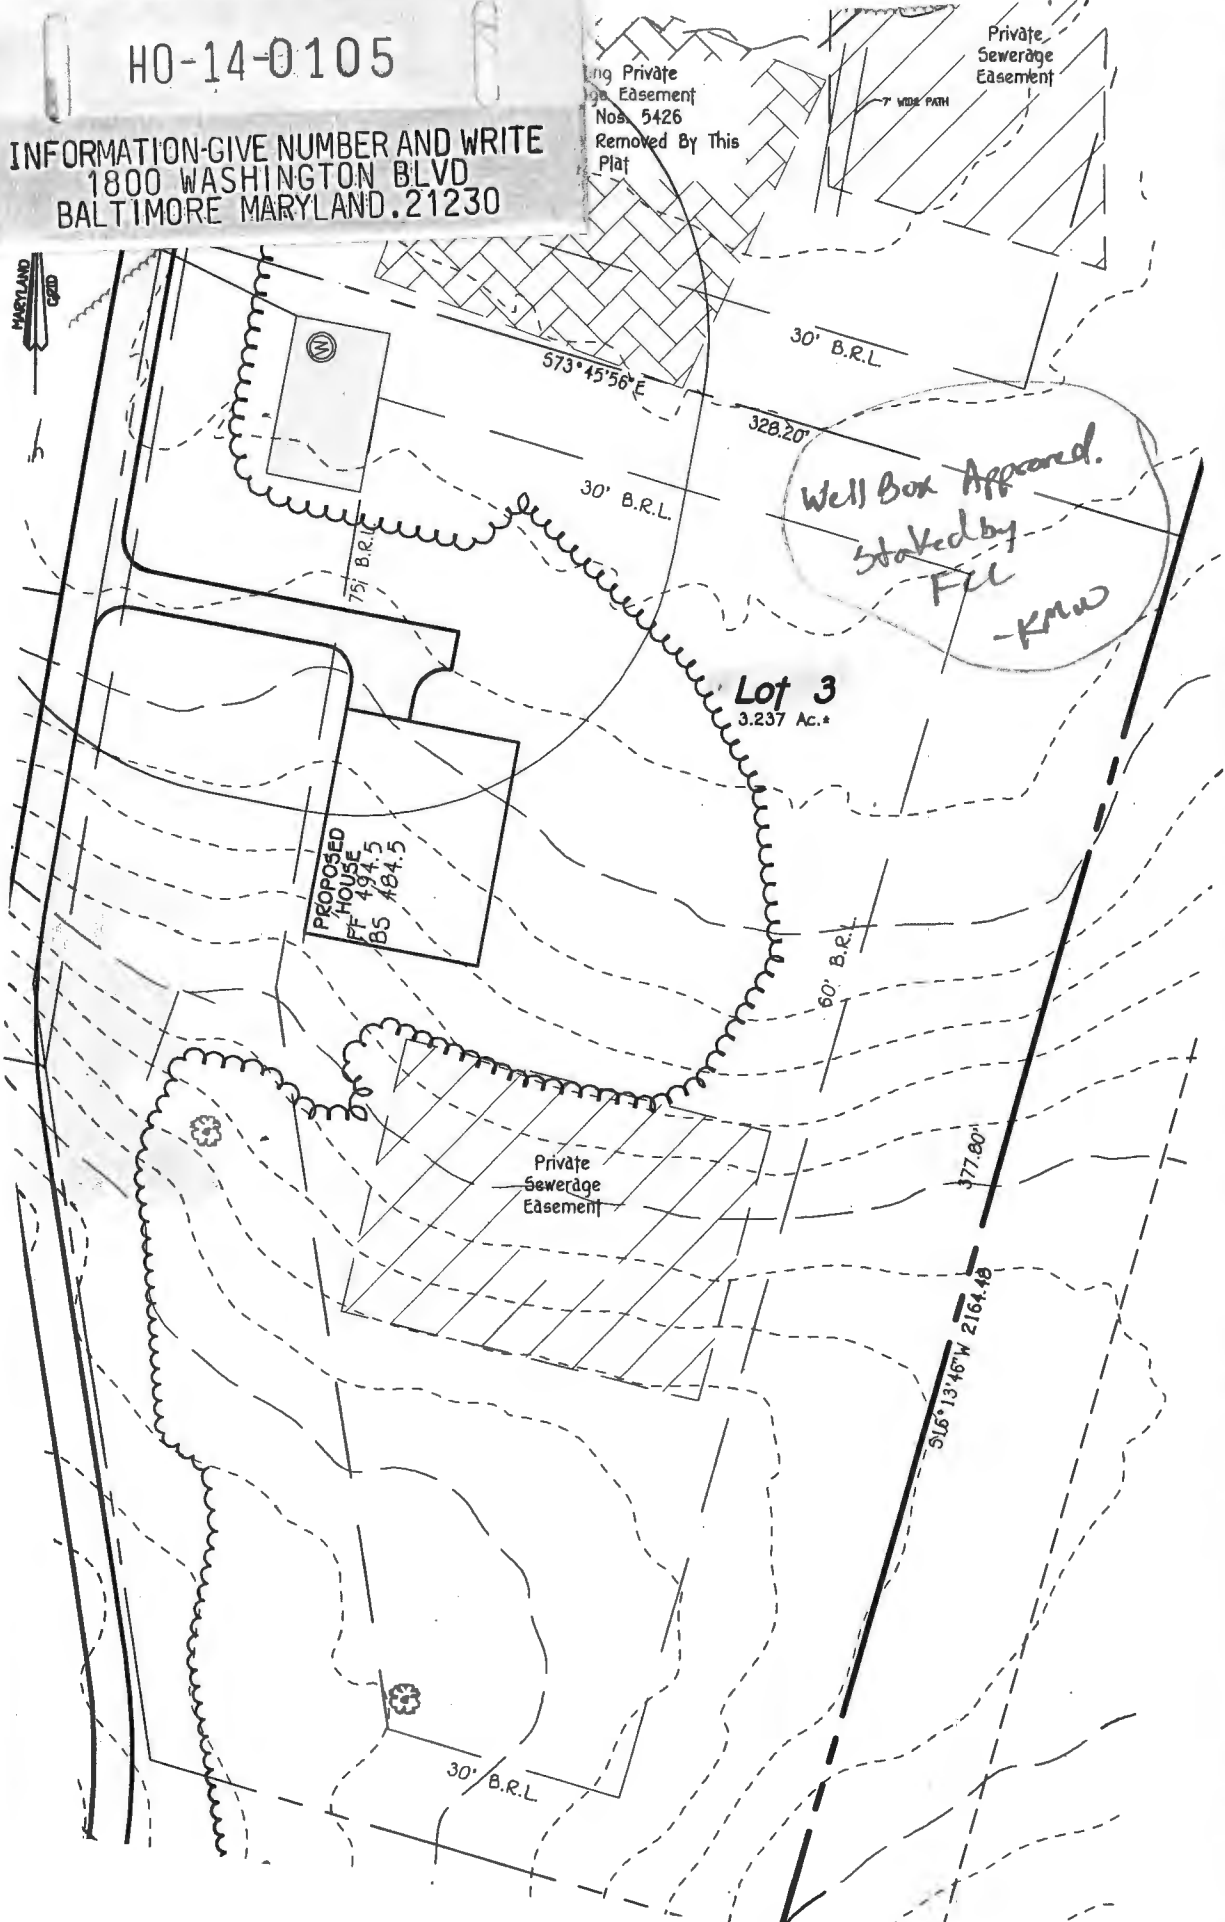 HO-14-0105
INFORMATION-GIVE NUMBER AND WRITE
1800 WASHINGTON BLVD
BALTIMORE MARYLAND.21230
Private
Easement
Nos. 5426
Removed By This
Plat
7' WIDE PATH
Private
Sewerage
Easement
MARYLAND
GRID
W
S73°45'56"E
328.20'
30' B.R.L.
30' B.R.L.
75' B.R.L.
Well Box Approved.
Staked by
FCC
-KMW
Lot 3
3.237 Ac.±
PROPOSED
HOUSE
FF 494.5
BS 484.5
60' B.R.L.
Private
Sewerage
Easement
377.80'
S16°13'46"W 2164.48
30' B.R.L.